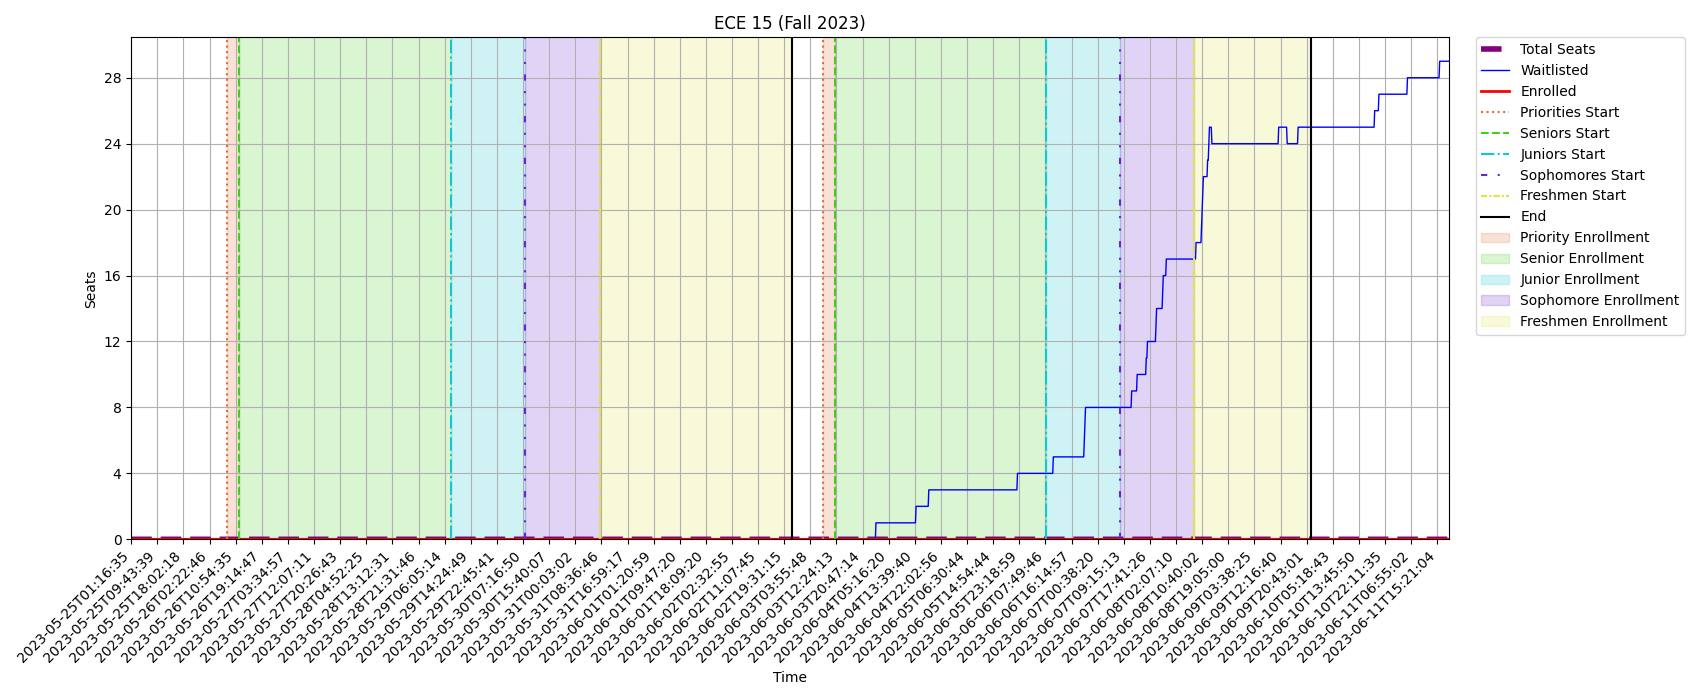 ECE 15 (Fall 2023)
Seats
28
24
20
16
12
8
4
0
2023-05-25T01:16:35
2023-05-25T09:43:39
2023-05-25T18:02:18
2023-05-26T02:22:46
2023-05-26T10:54:35
2023-05-26T19:14:47
2023-05-27T03:34:57
2023-05-27T12:07:11
2023-05-27T20:26:43
2023-05-28T04:52:25
2023-05-28T13:12:31
2023-05-28T21:31:46
2023-05-29T06:05:14
2023-05-29T14:24:49
2023-05-29T22:45:41
2023-05-30T07:16:50
2023-05-30T15:40:07
2023-05-31T00:03:02
2023-05-31T08:36:46
2023-05-31T16:59:17
2023-06-01T01:20:59
2023-06-01T09:47:20
2023-06-01T18:09:20
2023-06-02T02:32:55
2023-06-02T11:07:45
2023-06-02T19:31:15
2023-06-03T03:55:48
2023-06-03T12:24:13
2023-06-03T20:47:14
2023-06-04T05:16:20
2023-06-04T13:39:40
2023-06-04T22:02:56
2023-06-05T06:30:44
2023-06-05T14:54:44
2023-06-05T23:18:59
2023-06-06T07:49:46
2023-06-06T16:14:57
2023-06-07T00:38:20
2023-06-07T09:15:13
2023-06-07T17:41:26
2023-06-08T02:07:10
2023-06-08T10:40:02
2023-06-08T19:05:00
2023-06-09T03:38:25
2023-06-09T12:16:40
2023-06-09T20:43:01
2023-06-10T05:18:43
2023-06-10T13:45:50
2023-06-10T22:11:35
2023-06-11T06:55:02
2023-06-11T15:21:04
Time
Total Seats
Waitlisted
Enrolled
Priorities Start
Seniors Start
Juniors Start
Sophomores Start
Freshmen Start
End
Priority Enrollment
Senior Enrollment
Junior Enrollment
Sophomore Enrollment
Freshmen Enrollment